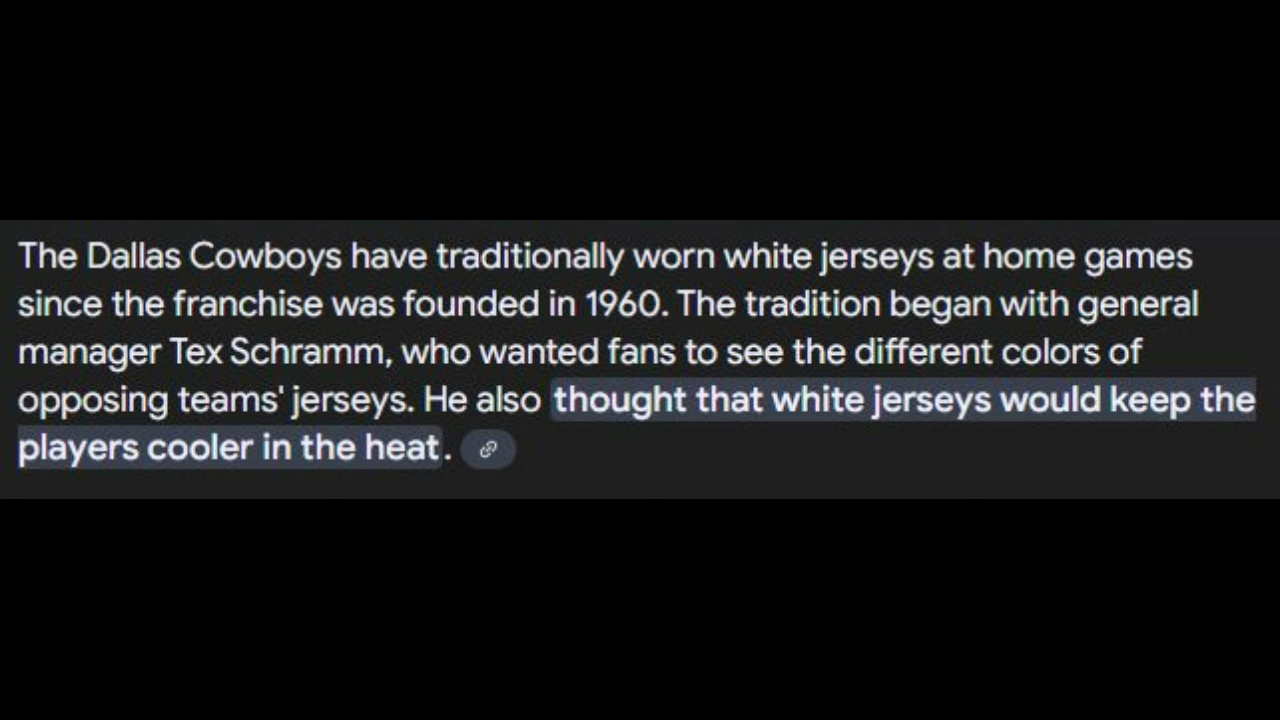 The Dallas Cowboys have traditionally worn white jerseys at home games
since the franchise was founded in 1960. The tradition began with general
manager Tex Schramm, who wanted fans to see the different colors of
opposing teams' jerseys. He also thought that white jerseys would keep the
players cooler in the heat.